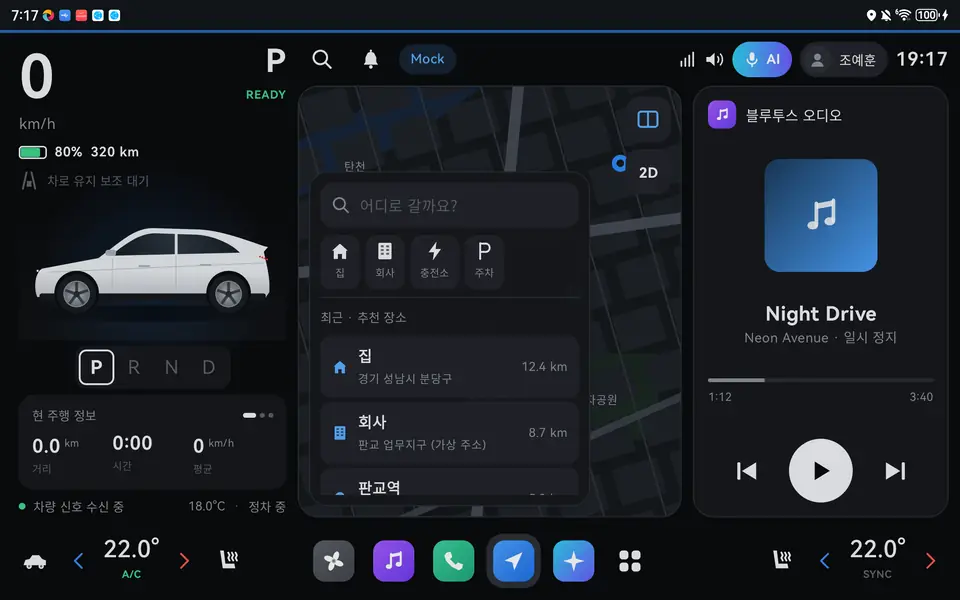 7:17
100
0
P
READY
km/h
80% 320 km
차로 유지 보조 대기
P R N D
현 주행 정보
0.0 km
거리
0:00
시간
0 km/h
평균
차량 신호 수신 중
18.0°C · 정차 중
Mock
AI
조예훈
19:17
탄천
2D
어디로 갈까요?
집
회사
충전소
P
주차
최근 · 추천 장소
집
경기 성남시 분당구
12.4 km
회사
판교 업무지구 (가상 주소)
8.7 km
판교역
공원
블루투스 오디오
Night Drive
Neon Avenue · 일시 정지
1:12
3:40
22.0°
A/C
22.0°
SYNC